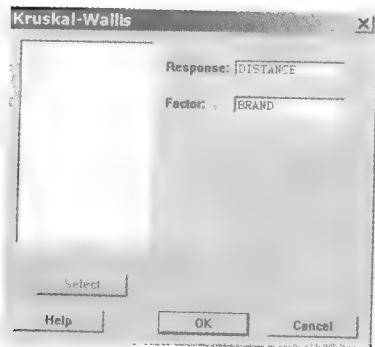 Kruskal-Wallis
Response: DISTANCE
Factor: BRAND
Select
Help
OK
Cancel